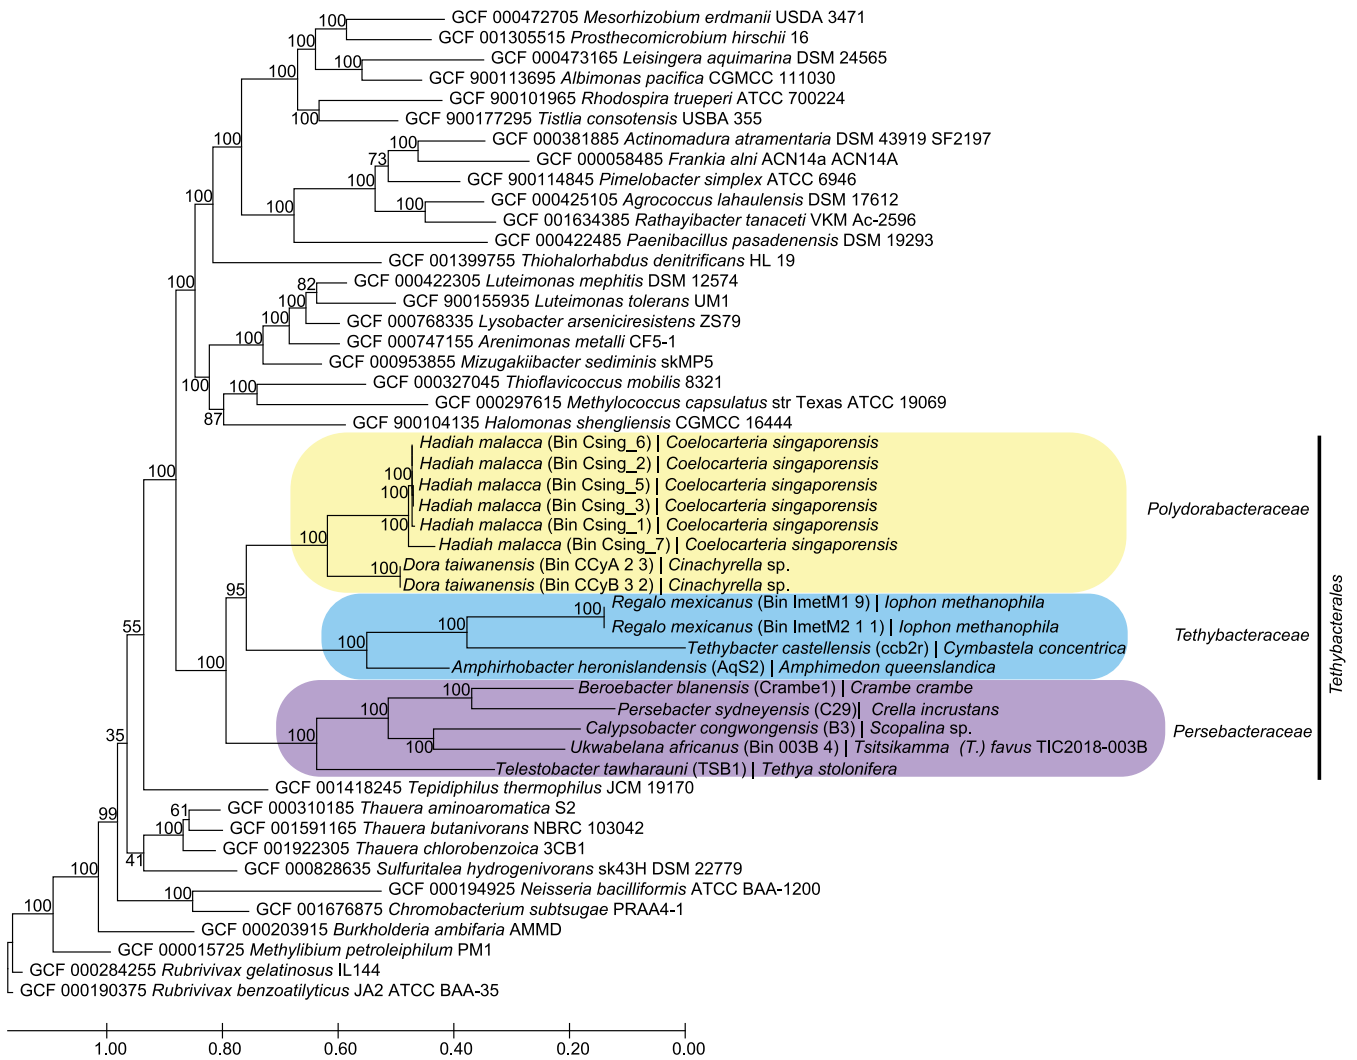 100 GCF 000472705 Mesorhizobium erdmanii USDA 3471
100 GCF 001305515 Prosthecomicrobium hirschii 16
100 GCF 000473165 Leisingera aquimarina DSM 24565
100 GCF 900113695 Albimonas pacifica CGMCC 111030
GCF 900101965 Rhodospira trueperi ATCC 700224
100 GCF 900177295 Tistlia consotensis USBA 355
100 GCF 000381885 Actinomadura atramentaria DSM 43919 SF2197
100 73 GCF 000058485 Frankia alni ACN14a ACN14A
100 GCF 900114845 Pimelobacter simplex ATCC 6946
GCF 000425105 Agrococcus lahaulensis DSM 17612
100 100 GCF 001634385 Rathayibacter tanaceti VKM Ac-2596
GCF 000422485 Paenibacillus pasadenensis DSM 19293
GCF 001399755 Thiohalorhabdus denitrificans HL 19
100 82 GCF 000422305 Luteimonas mephitis DSM 12574
100 GCF 900155935 Luteimonas tolerans UM1
100 GCF 000768335 Lysobacter arseniciresistens ZS79
100 GCF 000747155 Arenimonas metalli CF5-1
GCF 000953855 Mizugakiibacter sediminis skMP5
100 100 GCF 000327045 Thioflavicoccus mobilis 8321
GCF 000297615 Methylococcus capsulatus str Texas ATCC 19069
87 GCF 900104135 Halomonas shengliensis CGMCC 16444
Hadiah malacca (Bin Csing_6) | Coelocarteria singaporensis
100 100 Hadiah malacca (Bin Csing_2) | Coelocarteria singaporensis
100 Hadiah malacca (Bin Csing_5) | Coelocarteria singaporensis
Hadiah malacca (Bin Csing_3) | Coelocarteria singaporensis
Polydorabacteraceae
100 Hadiah malacca (Bin Csing_1) | Coelocarteria singaporensis
100 Hadiah malacca (Bin Csing_7) | Coelocarteria singaporensis
100 Dora taiwanensis (Bin CCyA 2 3) | Cinachyrella sp.
95 Dora taiwanensis (Bin CCyB 3 2) | Cinachyrella sp.
100 Regalo mexicanus (Bin ImetM1 9) | Iophon methanophila
55 100 Regalo mexicanus (Bin ImetM2 1 1) | Iophon methanophila
Tethybacteraceae
Tethybacterales
100 Tethybacter castellensis (ccb2r) | Cymbastela concentrica
100 Amphirhobacter heronislandensis (AqS2) | Amphimedon queenslandica
100 Beroebacter blanensis (Crambe1) | Crambe crambe
100 Persebacter sydneyensis (C29)| Crella incrustans
Calypsobacter congwongensis (B3) | Scopalina sp.
Persebacteraceae
35 100 100 Ukwabelana africanus (Bin 003B 4) | Tsitsikamma (T.) favus TIC2018-003B
Telestobacter tawharauni (TSB1) | Tethya stolonifera
GCF 001418245 Tepidiphilus thermophilus JCM 19170
99 61 GCF 000310185 Thauera aminoaromatica S2
100 GCF 001591165 Thauera butanivorans NBRC 103042
GCF 001922305 Thauera chlorobenzoica 3CB1
100 41 GCF 000828635 Sulfuritalea hydrogenivorans sk43H DSM 22779
100 GCF 000194925 Neisseria bacilliformis ATCC BAA-1200
100 GCF 001676875 Chromobacterium subtsugae PRAA4-1
GCF 000203915 Burkholderia ambifaria AMMD
GCF 000015725 Methylibium petroleiphilum PM1
GCF 000284255 Rubrivivax gelatinosus IL144
GCF 000190375 Rubrivivax benzoatilyticus JA2 ATCC BAA-35
1.00 0.80 0.60 0.40 0.20 0.00